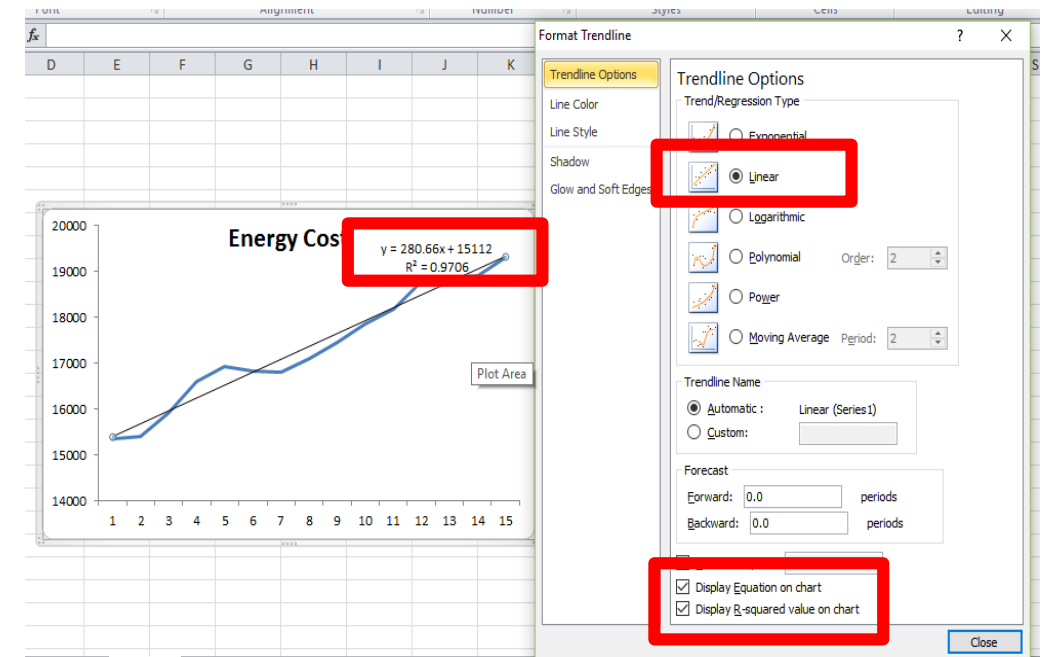 Font Alignment Number Styles Cells Editing
fx
D E F G H I J K S
Energy Cos
y = 280.66x + 15112
R² = 0.9706
20000
19000
18000
17000
16000
15000
14000
1 2 3 4 5 6 7 8 9 10 11 12 13 14 15
Plot Area
Format Trendline ? X
Trendline Options
Line Color
Line Style
Shadow
Glow and Soft Edges
Trendline Options
Trend/Regression Type
Exponential
Linear
Logarithmic
Polynomial Order: 2
Power
Moving Average Period: 2
Trendline Name
Automatic : Linear (Series1)
Custom:
Forecast
Forward: 0.0 periods
Backward: 0.0 periods
Display Equation on chart
Display R-squared value on chart
Close